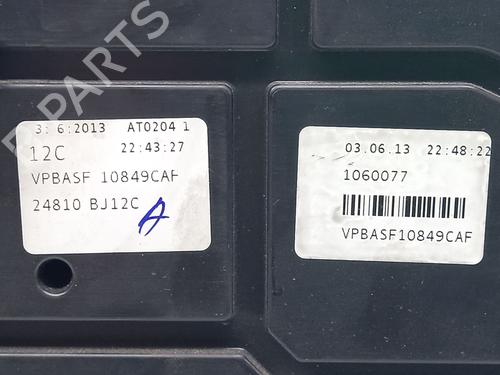 3: 6:2013 AT0204 1
12C 22:43:27
VPBASF 10849CAF
24810 BJ12C A
03.06.13 22:48:22
1060077
VPBASF10849CAF
B-PARTS